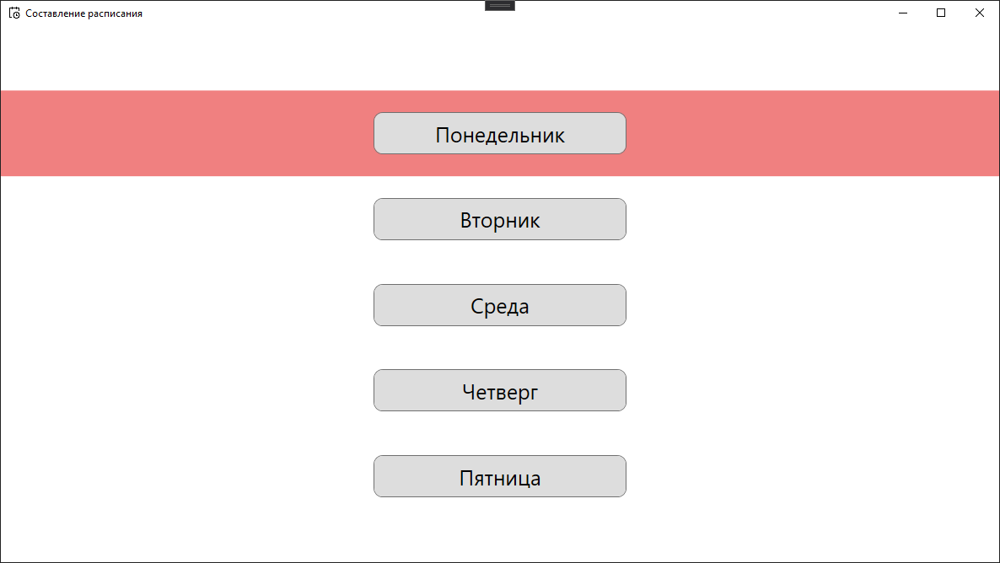 Составление расписания
Понедельник
Вторник
Среда
Четверг
Пятница